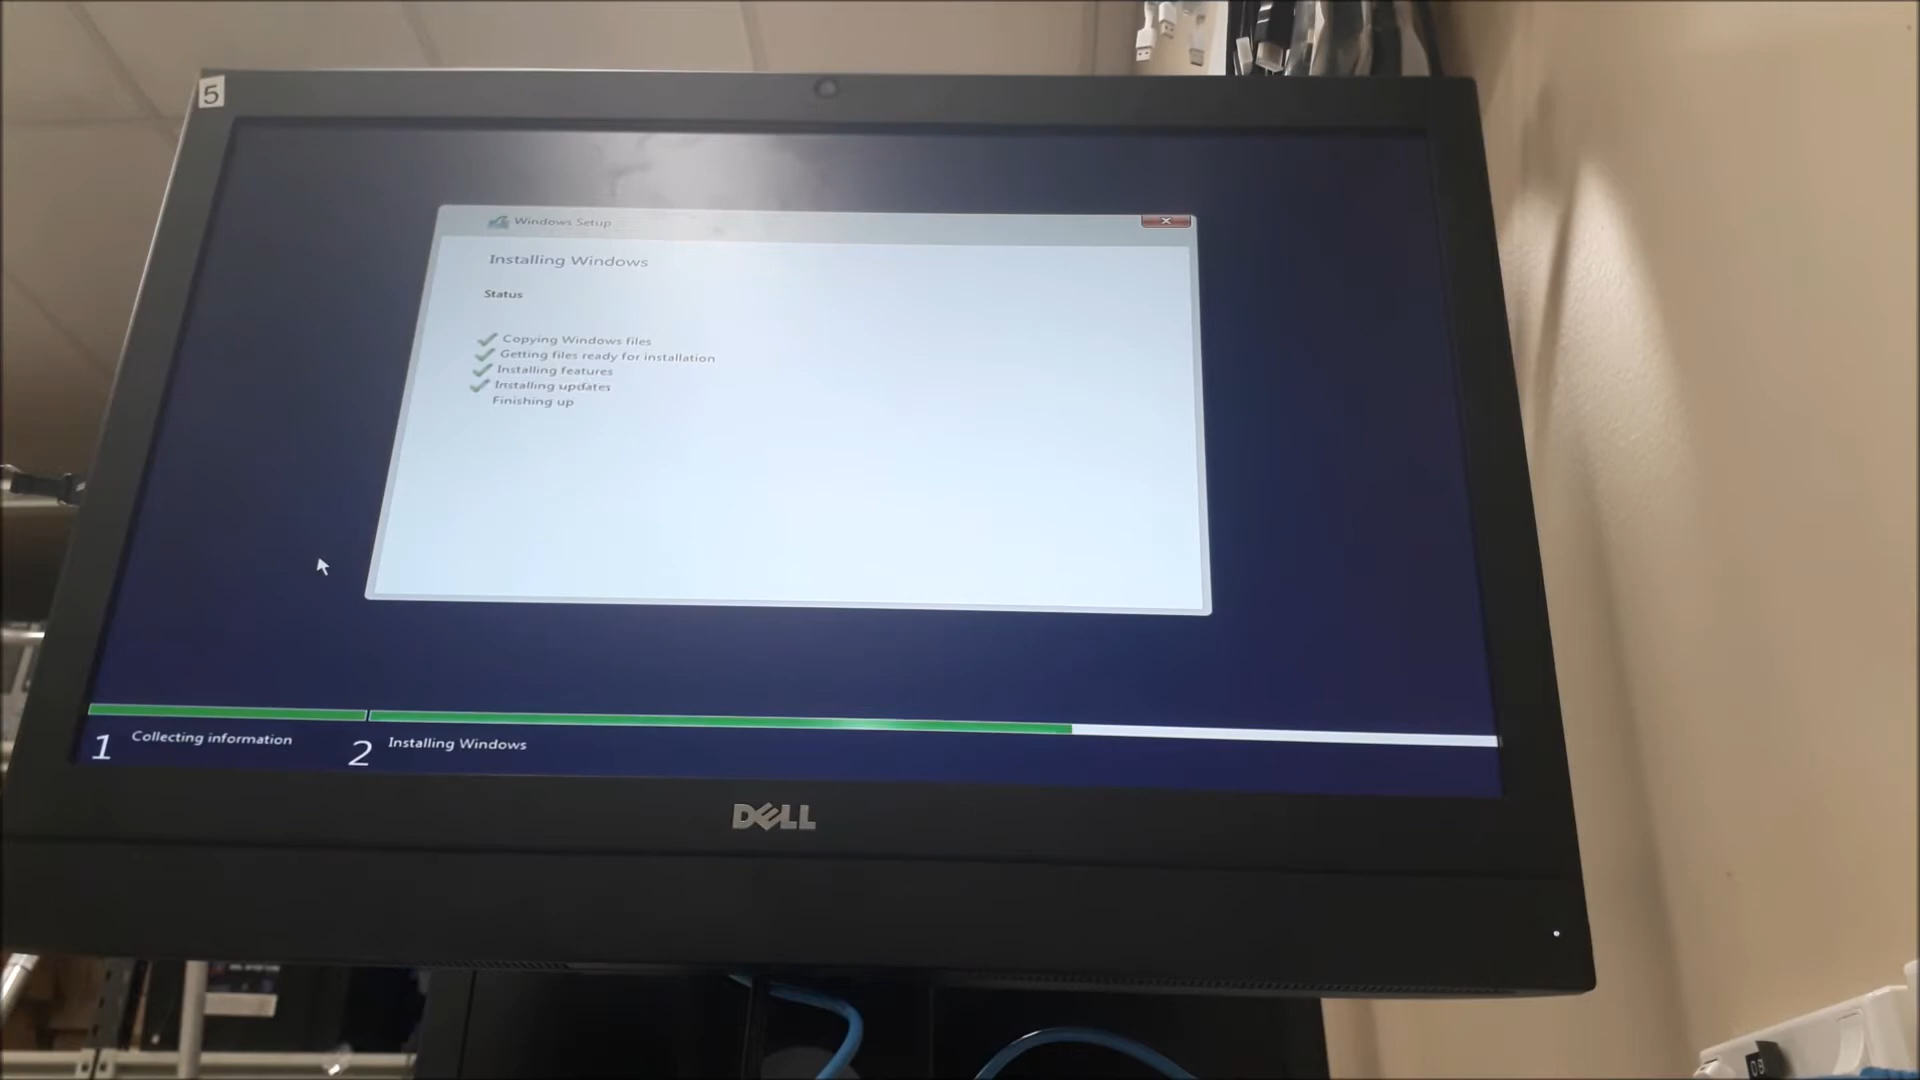 5
Windows Setup
Installing Windows
Status
Copying Windows files
Getting files ready for installation
Installing features
Installing updates
Finishing up
1 Collecting information
2 Installing Windows
DELL